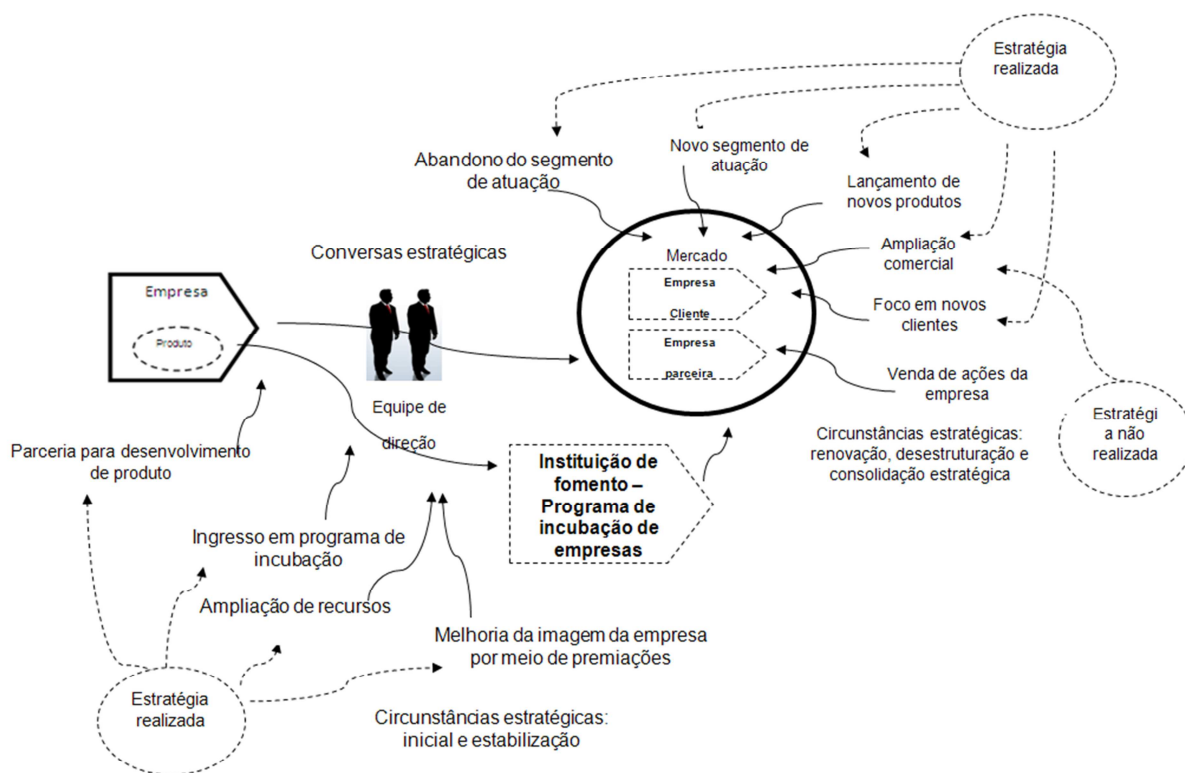 Estratégia
realizada
Abandono do segmento
de atuação
Novo segmento de
atuação
Lançamento de
novos produtos
Conversas estratégicas
Mercado
Ampliação
comercial
Empresa
Produto
Empresa
Cliente
Foco em novos
clientes
Empresa
parceira
Venda de ações da
empresa
Equipe de
direção
Estratégi
a não
realizada
Circunstâncias estratégicas:
renovação, desestruturação e
consolidação estratégica
Parceria para desenvolvimento
de produto
Instituição de
fomento –
Programa de
incubação de
empresas
Ingresso em programa de
incubação
Ampliação de recursos
Melhoria da imagem da empresa
por meio de premiações
Estratégia
realizada
Circunstâncias estratégicas:
inicial e estabilização